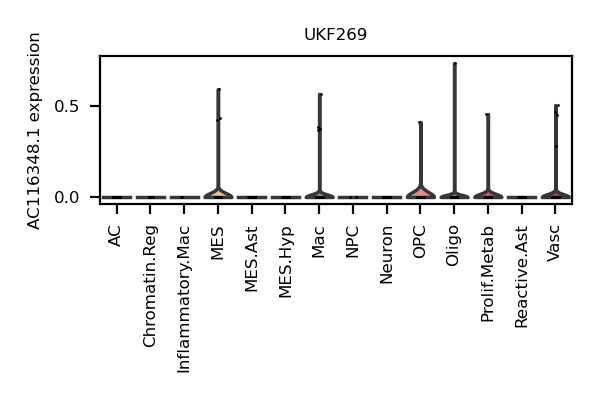 UKF269
AC116348.1 expression
0.5
0.0
AC
Chromatin.Reg
Inflammatory.Mac
MES
MES.Ast
MES.Hyp
Mac
NPC
Neuron
OPC
Oligo
Prolif.Metab
Reactive.Ast
Vasc